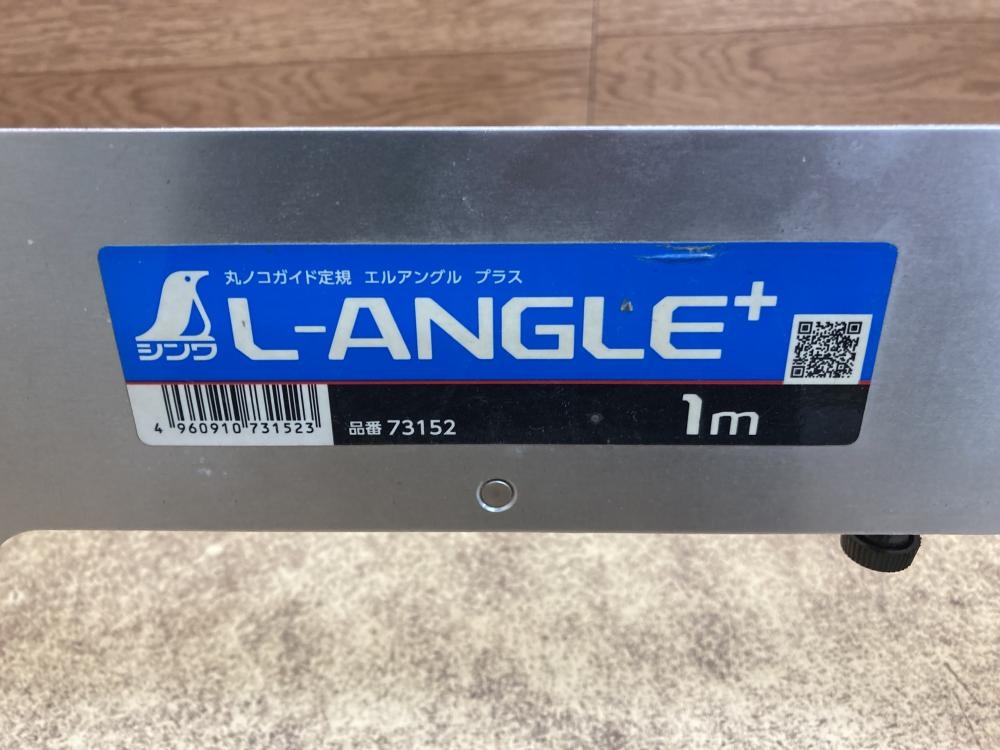 丸ノコガイド定規 エルアングル プラス
シンワ
L-ANGLE+
4 960910 731523
品番 73152
1m